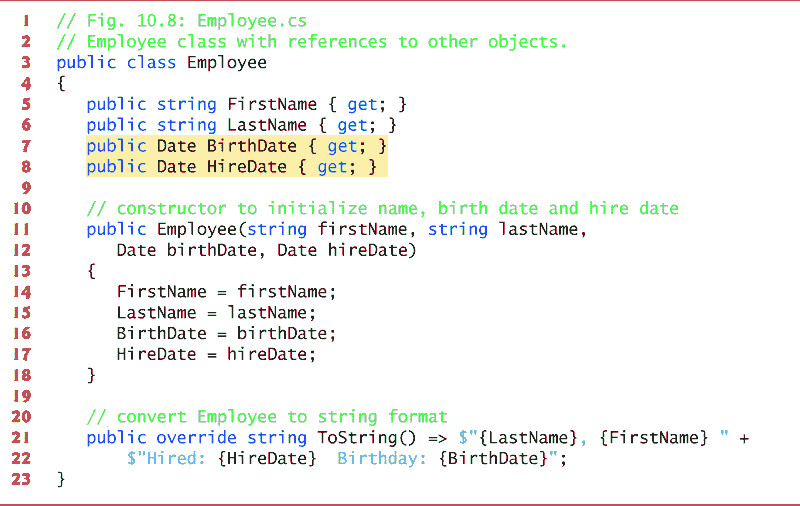 1 // Fig. 10.8: Employee.cs
2 // Employee class with references to other objects.
3 public class Employee
4 {
5 public string FirstName { get; }
6 public string LastName { get; }
7 public Date BirthDate { get; }
8 public Date HireDate { get; }
9
10 // constructor to initialize name, birth date and hire date
11 public Employee(string firstName, string lastName,
12 Date birthDate, Date hireDate)
13 {
14 FirstName = firstName;
15 LastName = lastName;
16 BirthDate = birthDate;
17 HireDate = hireDate;
18 }
19
20 // convert Employee to string format
21 public override string ToString() => $"{LastName}, {FirstName} " +
22 $"Hired: {HireDate}  Birthday: {BirthDate}";
23 }